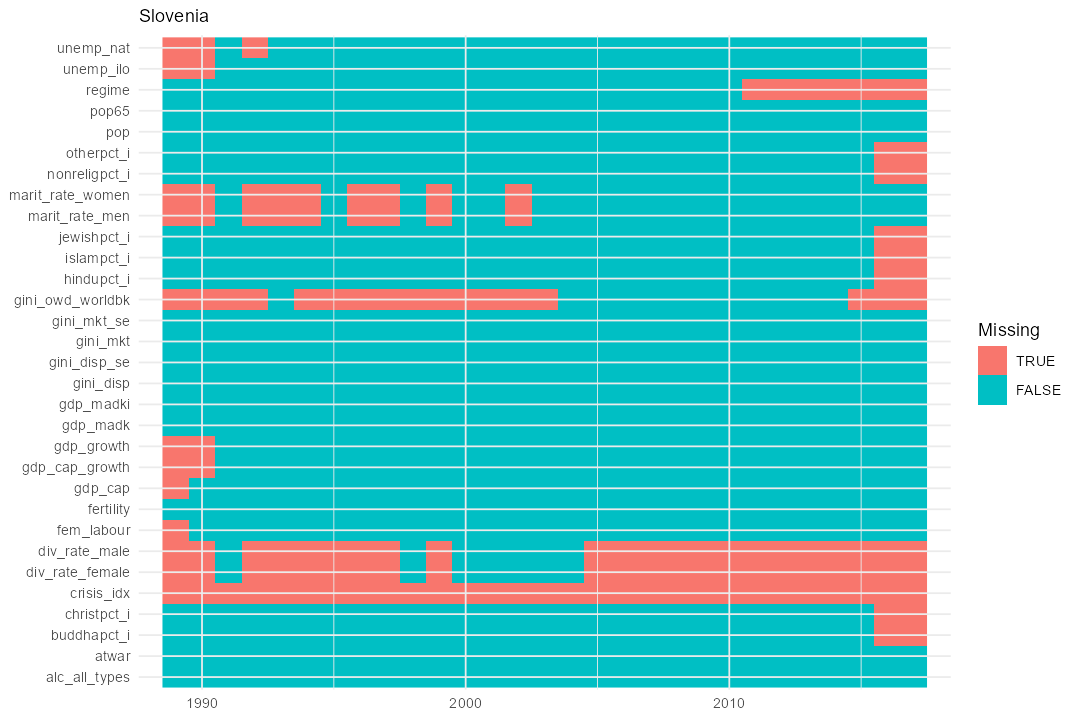 Slovenia
unemp_nat
unemp_ilo
regime
pop65
pop
otherpct_i
nonreligpct_i
marit_rate_women
marit_rate_men
jewishpct_i
islampct_i
hindupct_i
gini_owd_worldbk
gini_mkt_se
gini_mkt
gini_disp_se
gini_disp
gdp_madki
gdp_madk
gdp_growth
gdp_cap_growth
gdp_cap
fertility
fem_labour
div_rate_male
div_rate_female
crisis_idx
christpct_i
buddhapct_i
atwar
alc_all_types
1990 2000 2010
Missing
TRUE
FALSE